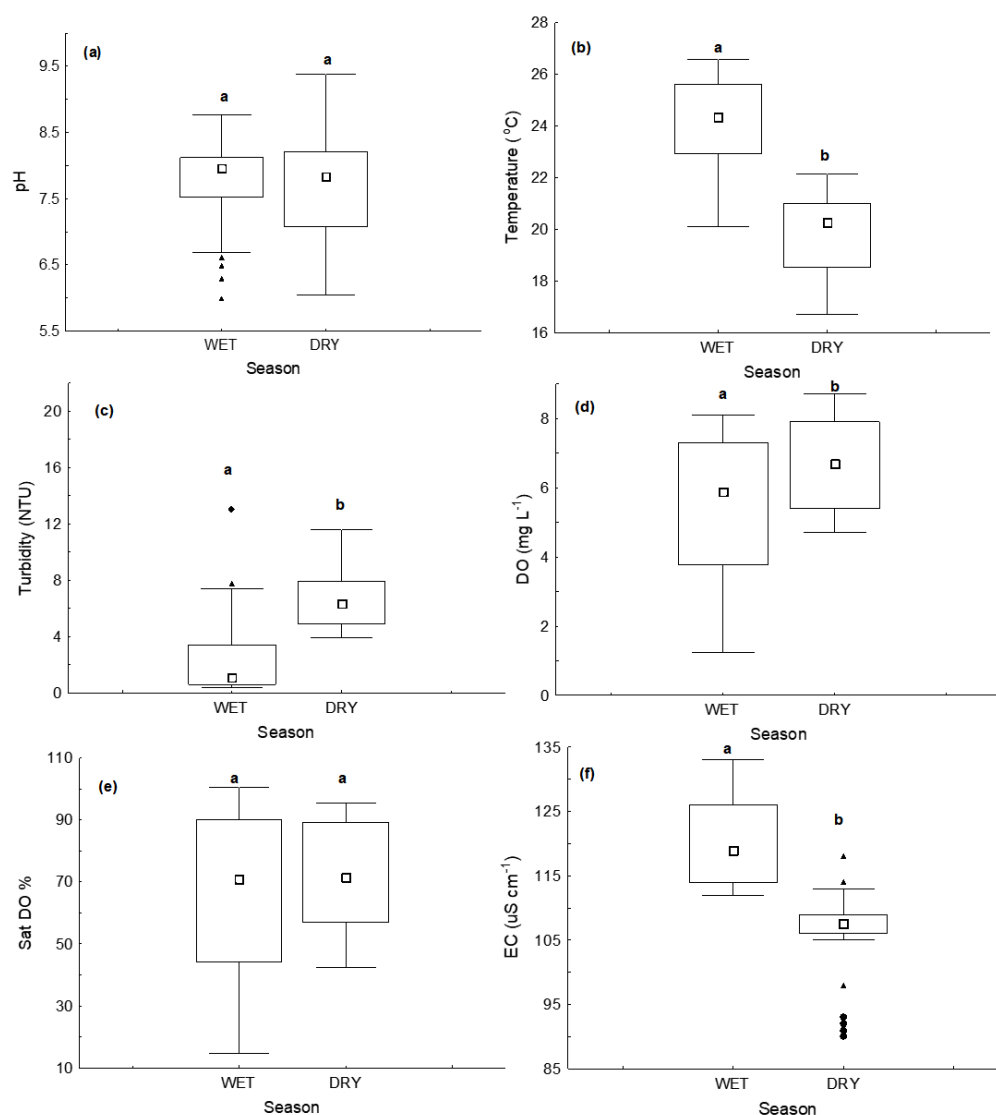 (a)
a
a
9.5
8.5
7.5
6.5
5.5
pH
WET
DRY
Season
(b)
a
b
28
26
24
22
20
18
16
Temperature (°C)
WET
DRY
Season
(c)
a
b
20
16
12
8
4
0
Turbidity (NTU)
WET
DRY
Season
(d)
a
b
8
6
4
2
0
DO (mg L⁻¹)
WET
DRY
Season
(e)
a
a
110
90
70
50
30
10
Sat DO %
WET
DRY
Season
(f)
a
b
135
125
115
105
95
85
EC (uS cm⁻¹)
WET
DRY
Season